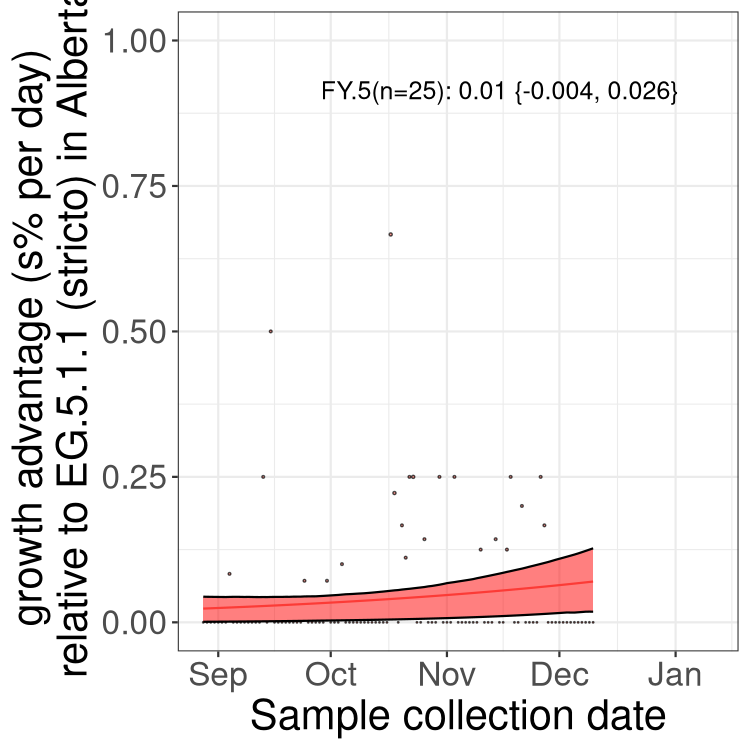 growth advantage (s% per day)
relative to EG.5.1.1 (stricto) in Alberta
1.00
0.75
0.50
0.25
0.00
FY.5(n=25): 0.01 {-0.004, 0.026}
Sep Oct Nov Dec Jan
Sample collection date